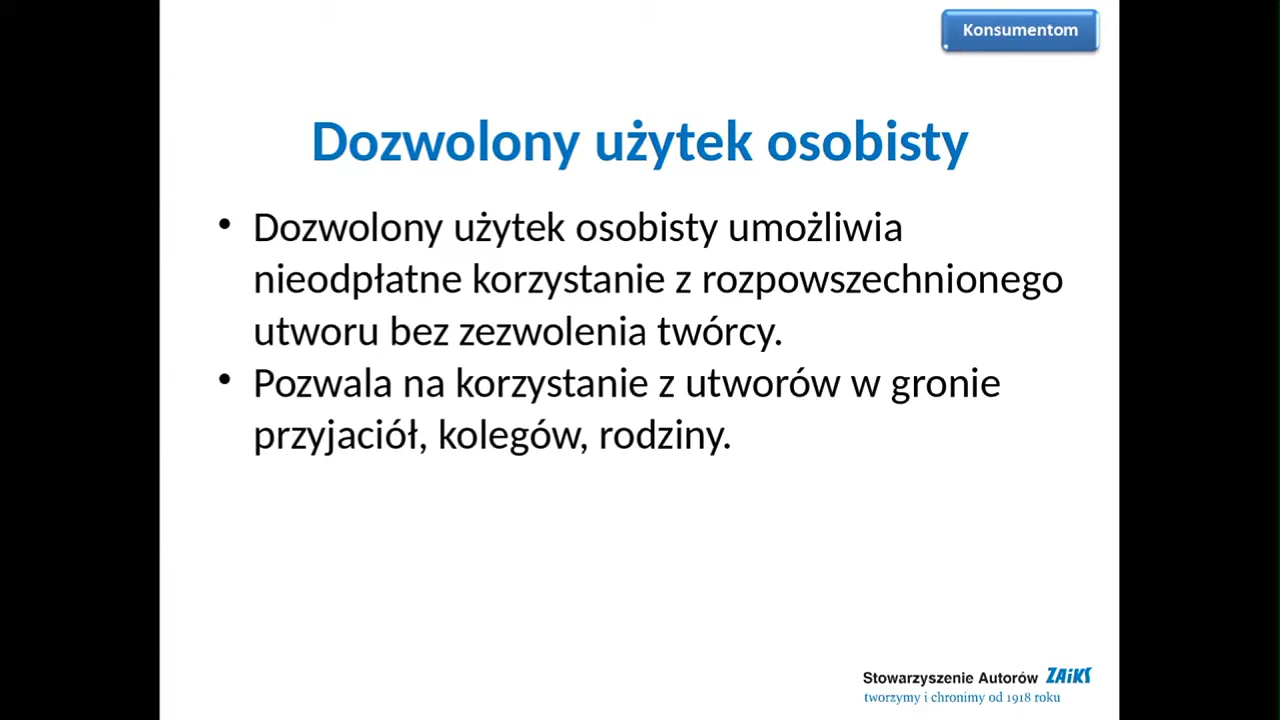 Konsumentom
Dozwolony użytek osobisty
• Dozwolony użytek osobisty umożliwia
nieodpłatne korzystanie z rozpowszechnionego
utworu bez zezwolenia twórcy.
• Pozwala na korzystanie z utworów w gronie
przyjaciół, kolegów, rodziny.
Stowarzyszenie Autorów ZAiKS
tworzymy i chronimy od 1918 roku